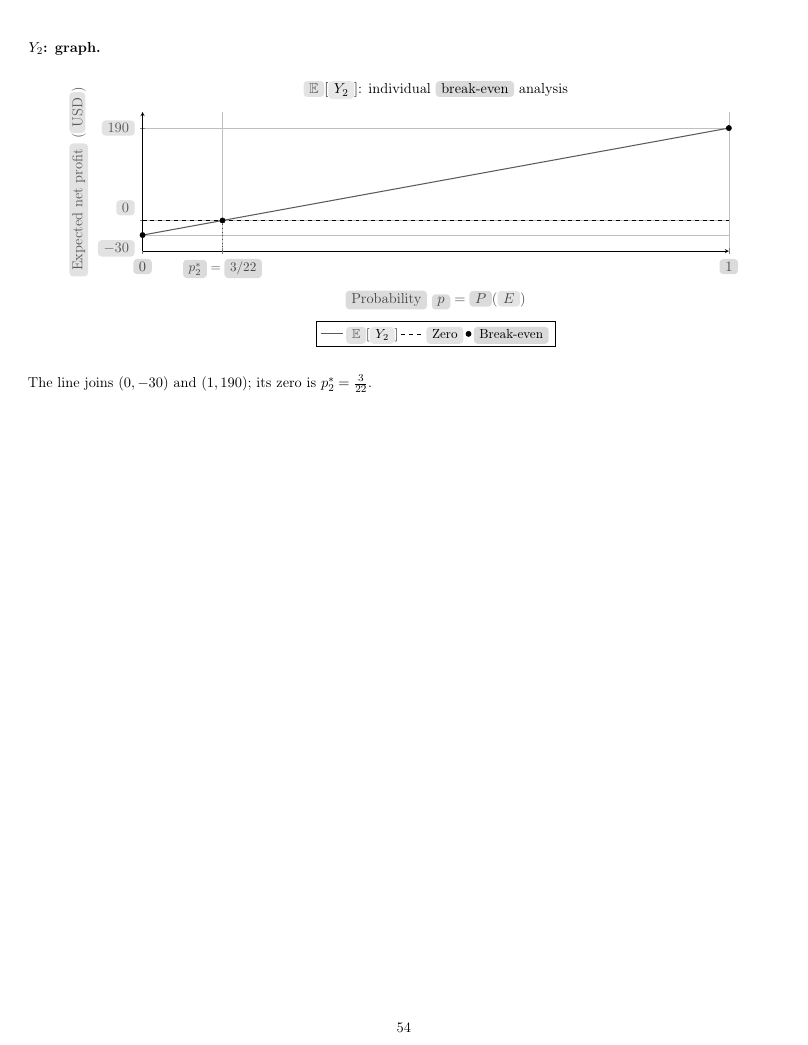 Y₂: graph.
𝔼[Y₂]: individual break-even analysis
Expected net profit (USD)
190
0
−30
0
p₂* = 3/22
1
Probability p = P(E)
𝔼[Y₂] Zero Break-even
The line joins (0, −30) and (1, 190); its zero is p₂* = 3/22.
54